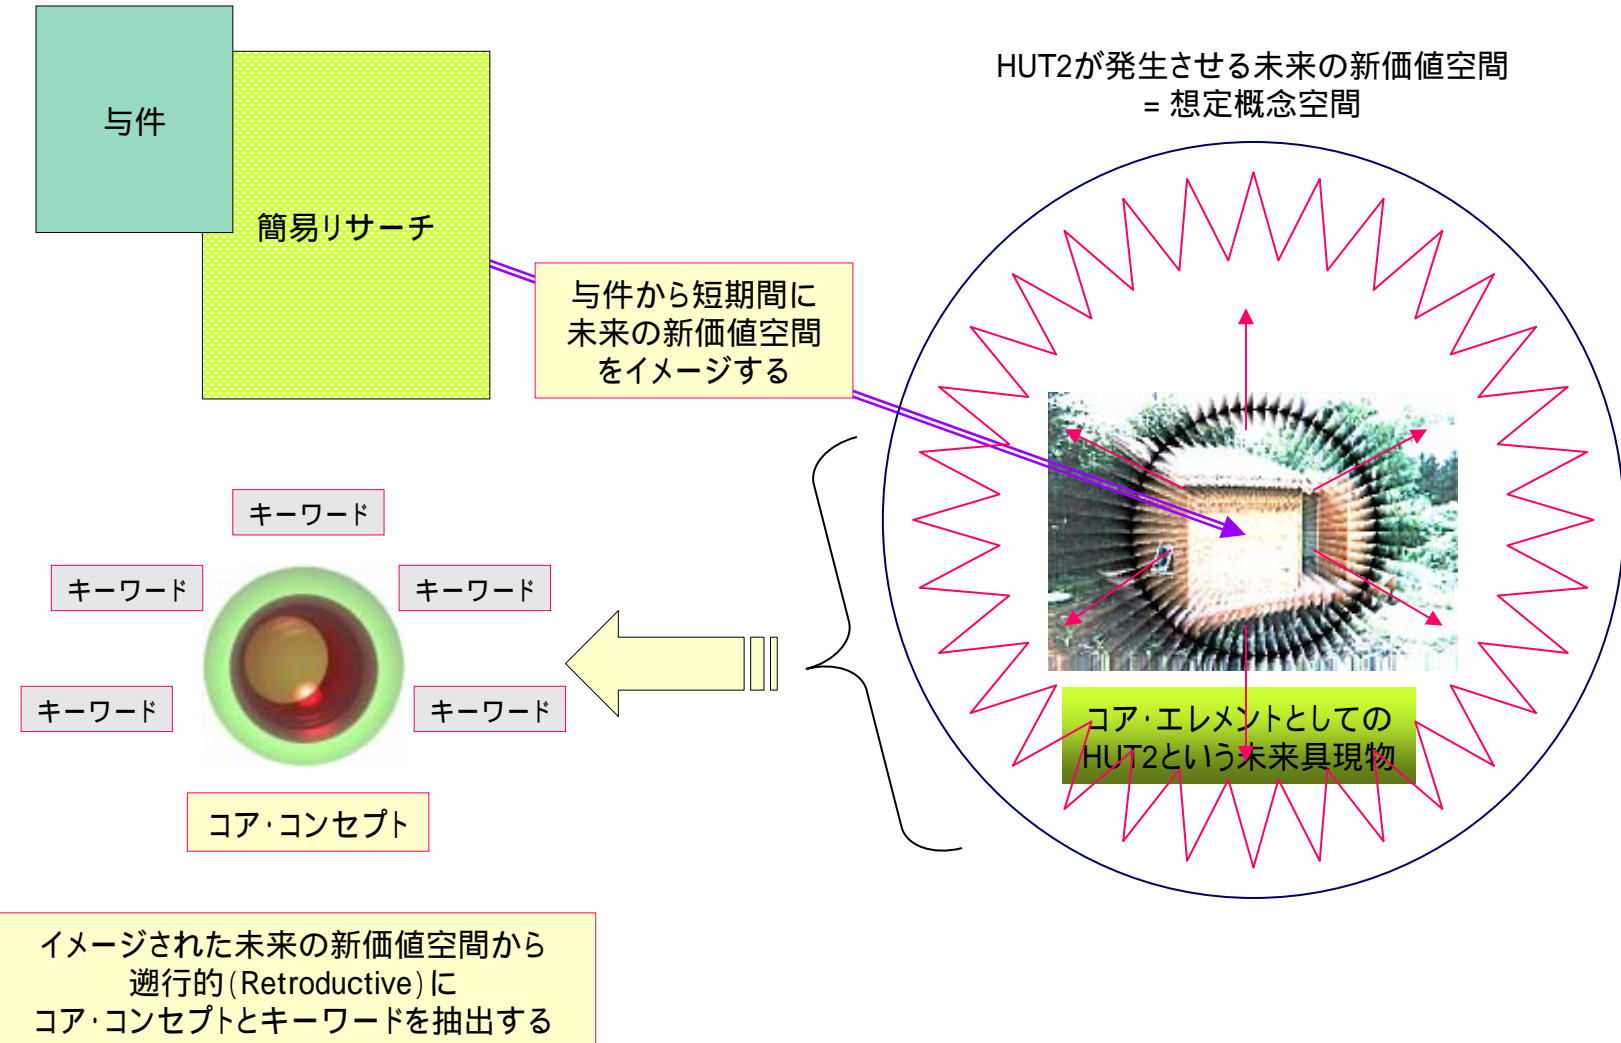 与件
簡易リサーチ
HUT2が発生させる未来の新価値空間
= 想定概念空間
与件から短期間に
未来の新価値空間
をイメージする
キーワード
キーワード
キーワード
キーワード
キーワード
コア・コンセプト
コア・エレメントとしての
HUT2という未来具現物
イメージされた未来の新価値空間から
遡行的(Retroductive)に
コア・コンセプトとキーワードを抽出する